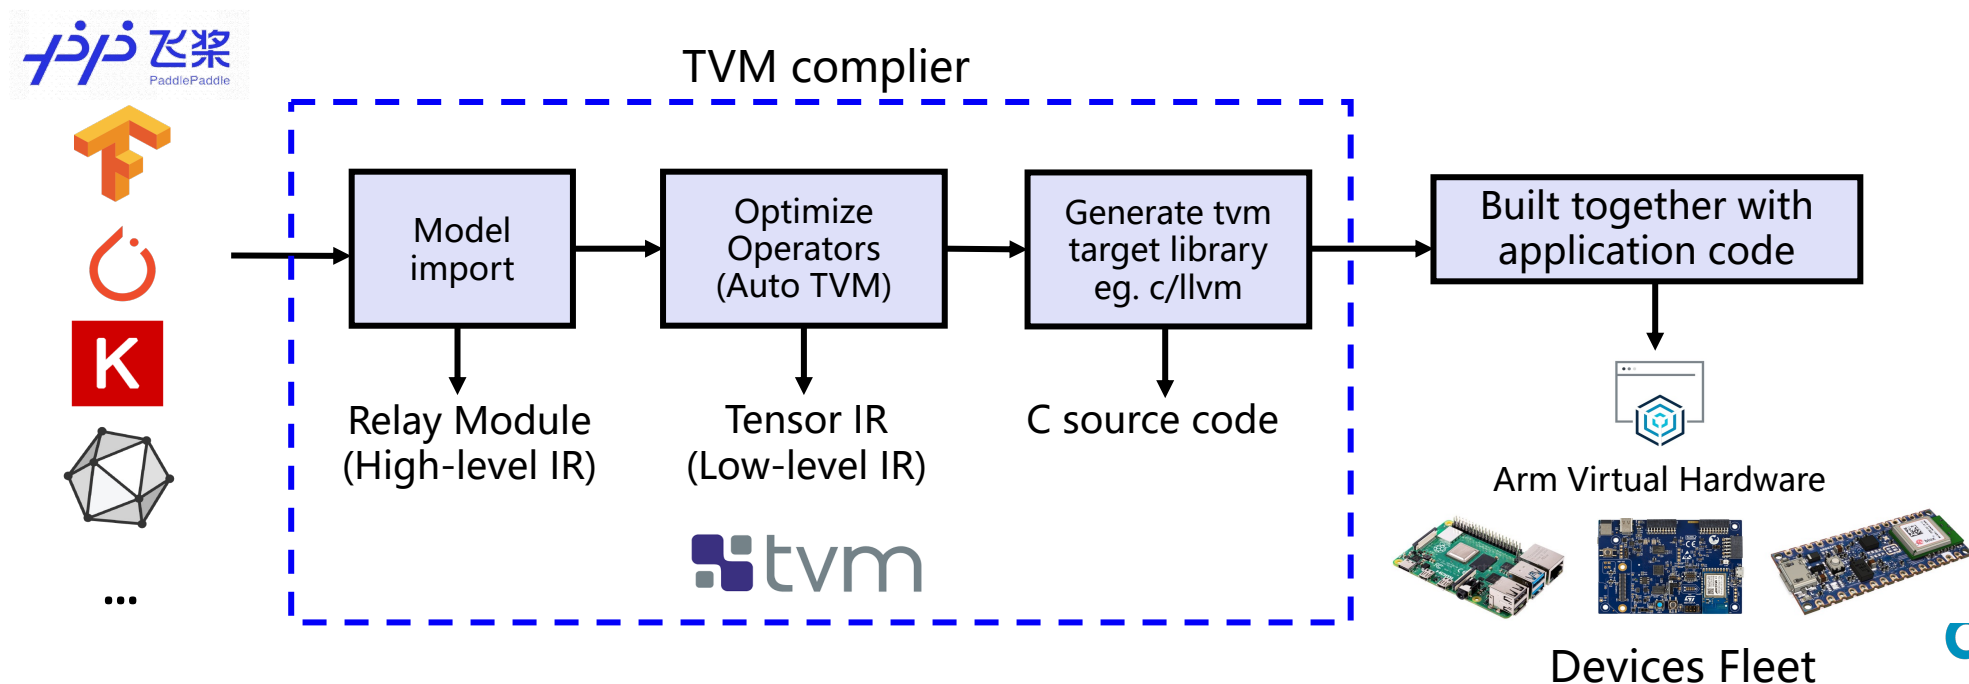 飞桨
PaddlePaddle
TVM complier
Model
import
Optimize
Operators
(Auto TVM)
Generate tvm
target library
eg. c/llvm
Built together with
application code
K
Relay Module
(High-level IR)
Tensor IR
(Low-level IR)
C source code
Arm Virtual Hardware
tvm
...
Devices Fleet